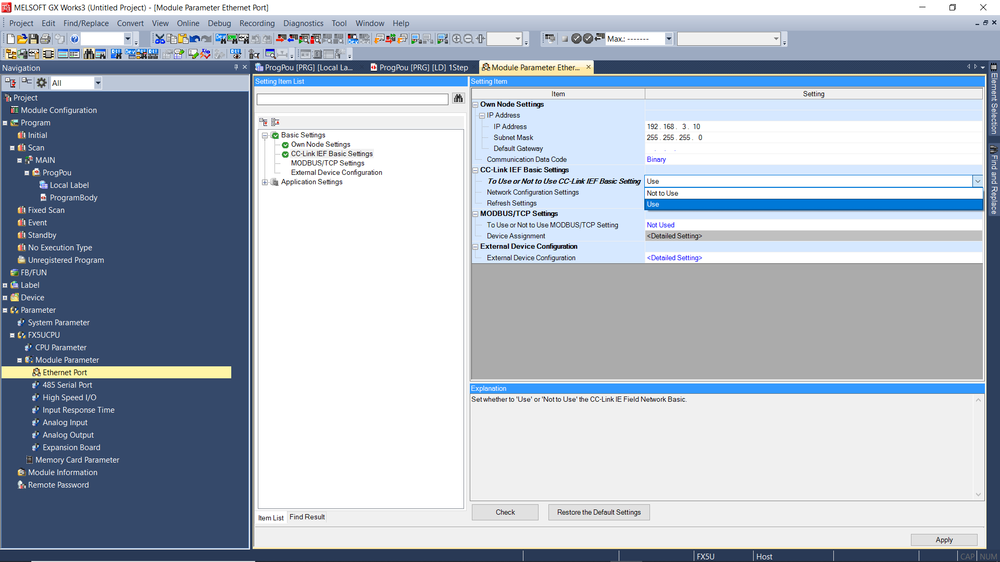 MELSOFT GX Works3 (Untitled Project) - [Module Parameter Ethernet Port]
Project Edit Find/Replace Convert View Online Debug Recording Diagnostics Tool Window Help
Max.: -------
Navigation
All
Project
Module Configuration
Program
Initial
Scan
MAIN
ProgPou
Local Label
ProgramBody
Fixed Scan
Event
Standby
No Execution Type
Unregistered Program
FB/FUN
Label
Device
Parameter
System Parameter
FX5UCPU
CPU Parameter
Module Parameter
Ethernet Port
485 Serial Port
High Speed I/O
Input Response Time
Analog Input
Analog Output
Expansion Board
Memory Card Parameter
Module Information
Remote Password
ProgPou [PRG] [Local La...
ProgPou [PRG] [LD] 1Step
Module Parameter Ether...
Setting Item List
Basic Settings
Own Node Settings
CC-Link IEF Basic Settings
MODBUS/TCP Settings
External Device Configuration
Application Settings
Item List
Find Result
Setting Item
Item Setting
Own Node Settings
IP Address
IP Address 192 . 168 . 3 . 10
Subnet Mask 255 . 255 . 255 . 0
Default Gateway . . .
Communication Data Code Binary
CC-Link IEF Basic Settings
To Use or Not to Use CC-Link IEF Basic Setting Use
Network Configuration Settings Not to Use
Refresh Settings Use
MODBUS/TCP Settings
To Use or Not to Use MODBUS/TCP Setting Not Used
Device Assignment <Detailed Setting>
External Device Configuration
External Device Configuration <Detailed Setting>
Explanation
Set whether to 'Use' or 'Not to Use' the CC-Link IE Field Network Basic.
Check
Restore the Default Settings
Apply
Element Selection
Find and Replace
FX5U Host CAP NUM